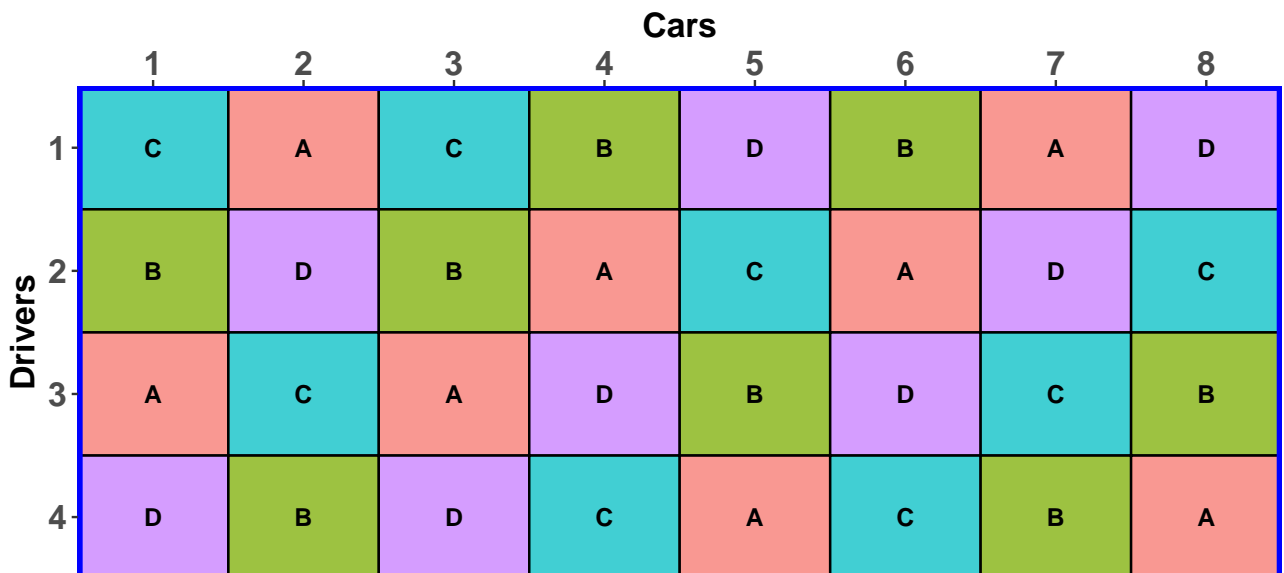 Cars
1 2 3 4 5 6 7 8
Drivers
1 C A C B D B A D
2 B D B A C A D C
3 A C A D B D C B
4 D B D C A C B A